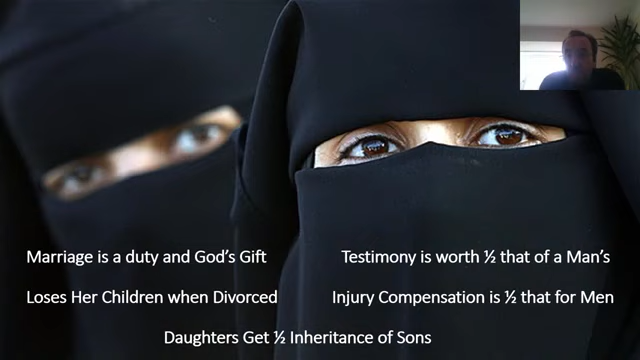 Marriage is a duty and God's Gift
Testimony is worth ½ that of a Man's
Loses Her Children when Divorced
Injury Compensation is ½ that for Men
Daughters Get ½ Inheritance of Sons